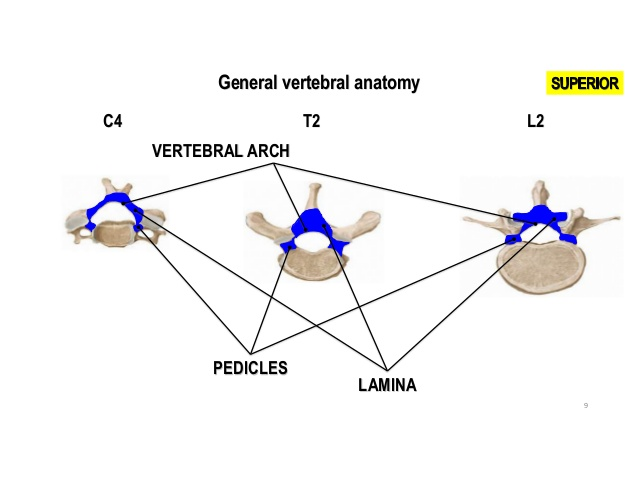 General vertebral anatomy
SUPERIOR
C4
T2
L2
VERTEBRAL ARCH
PEDICLES
LAMINA
9